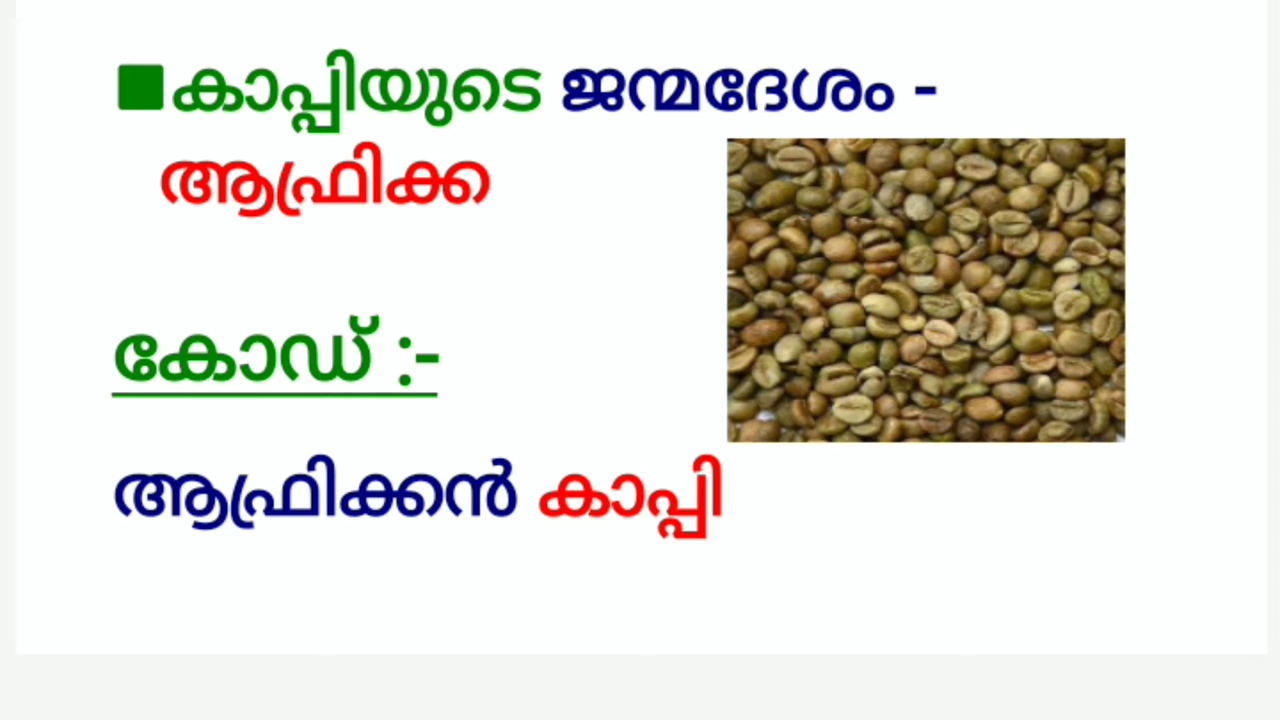 ■കാപ്പിയുടെ ജന്മദേശം -
ആഫ്രിക്ക
കോഡ് :-
ആഫ്രിക്കൻ കാപ്പി